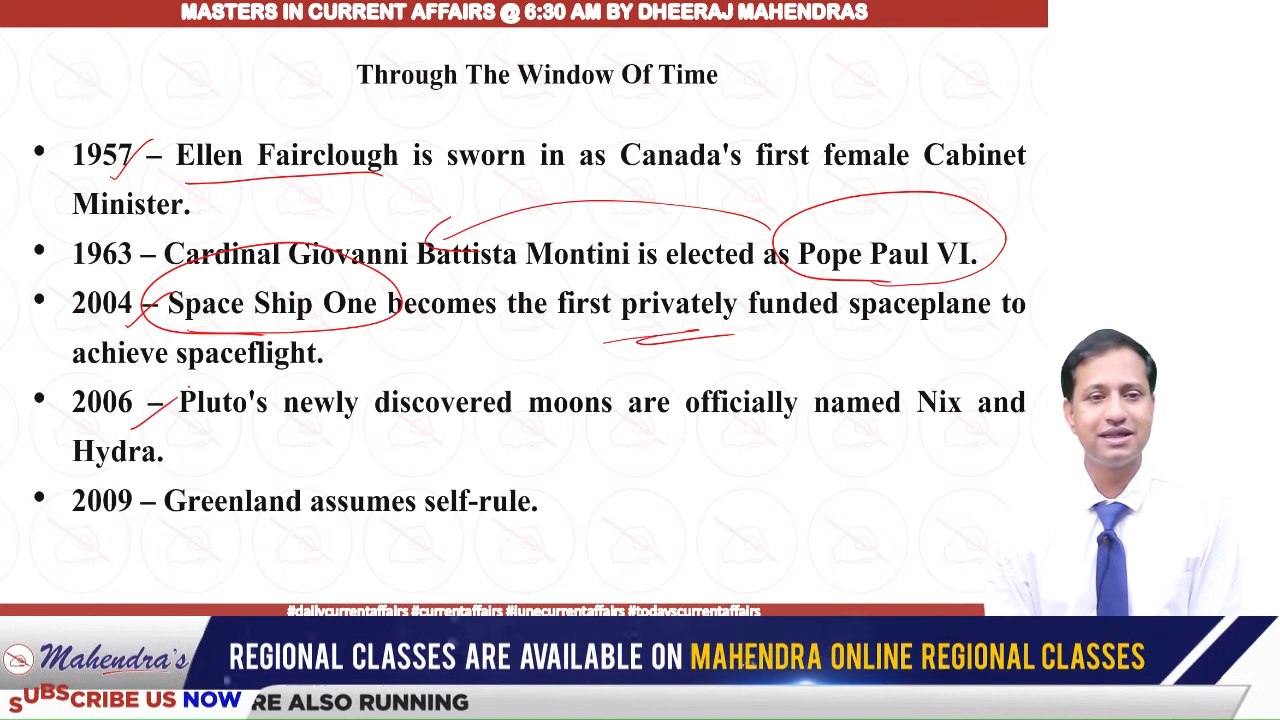 MASTERS IN CURRENT AFFAIRS @ 6:30 AM BY DHEERAJ MAHENDRAS
Through The Window Of Time
• 1957 – Ellen Fairclough is sworn in as Canada's first female Cabinet
Minister.
• 1963 – Cardinal Giovanni Battista Montini is elected as Pope Paul VI.
• 2004 – Space Ship One becomes the first privately funded spaceplane to
achieve spaceflight.
• 2006 – Pluto's newly discovered moons are officially named Nix and
Hydra.
• 2009 – Greenland assumes self-rule.
#dailycurrentaffairs #currentaffairs #junecurrentaffairs #todayscurrentaffairs
Mahendra's
REGIONAL CLASSES ARE AVAILABLE ON MAHENDRA ONLINE REGIONAL CLASSES
SUBSCRIBE US NOW
RE ALSO RUNNING